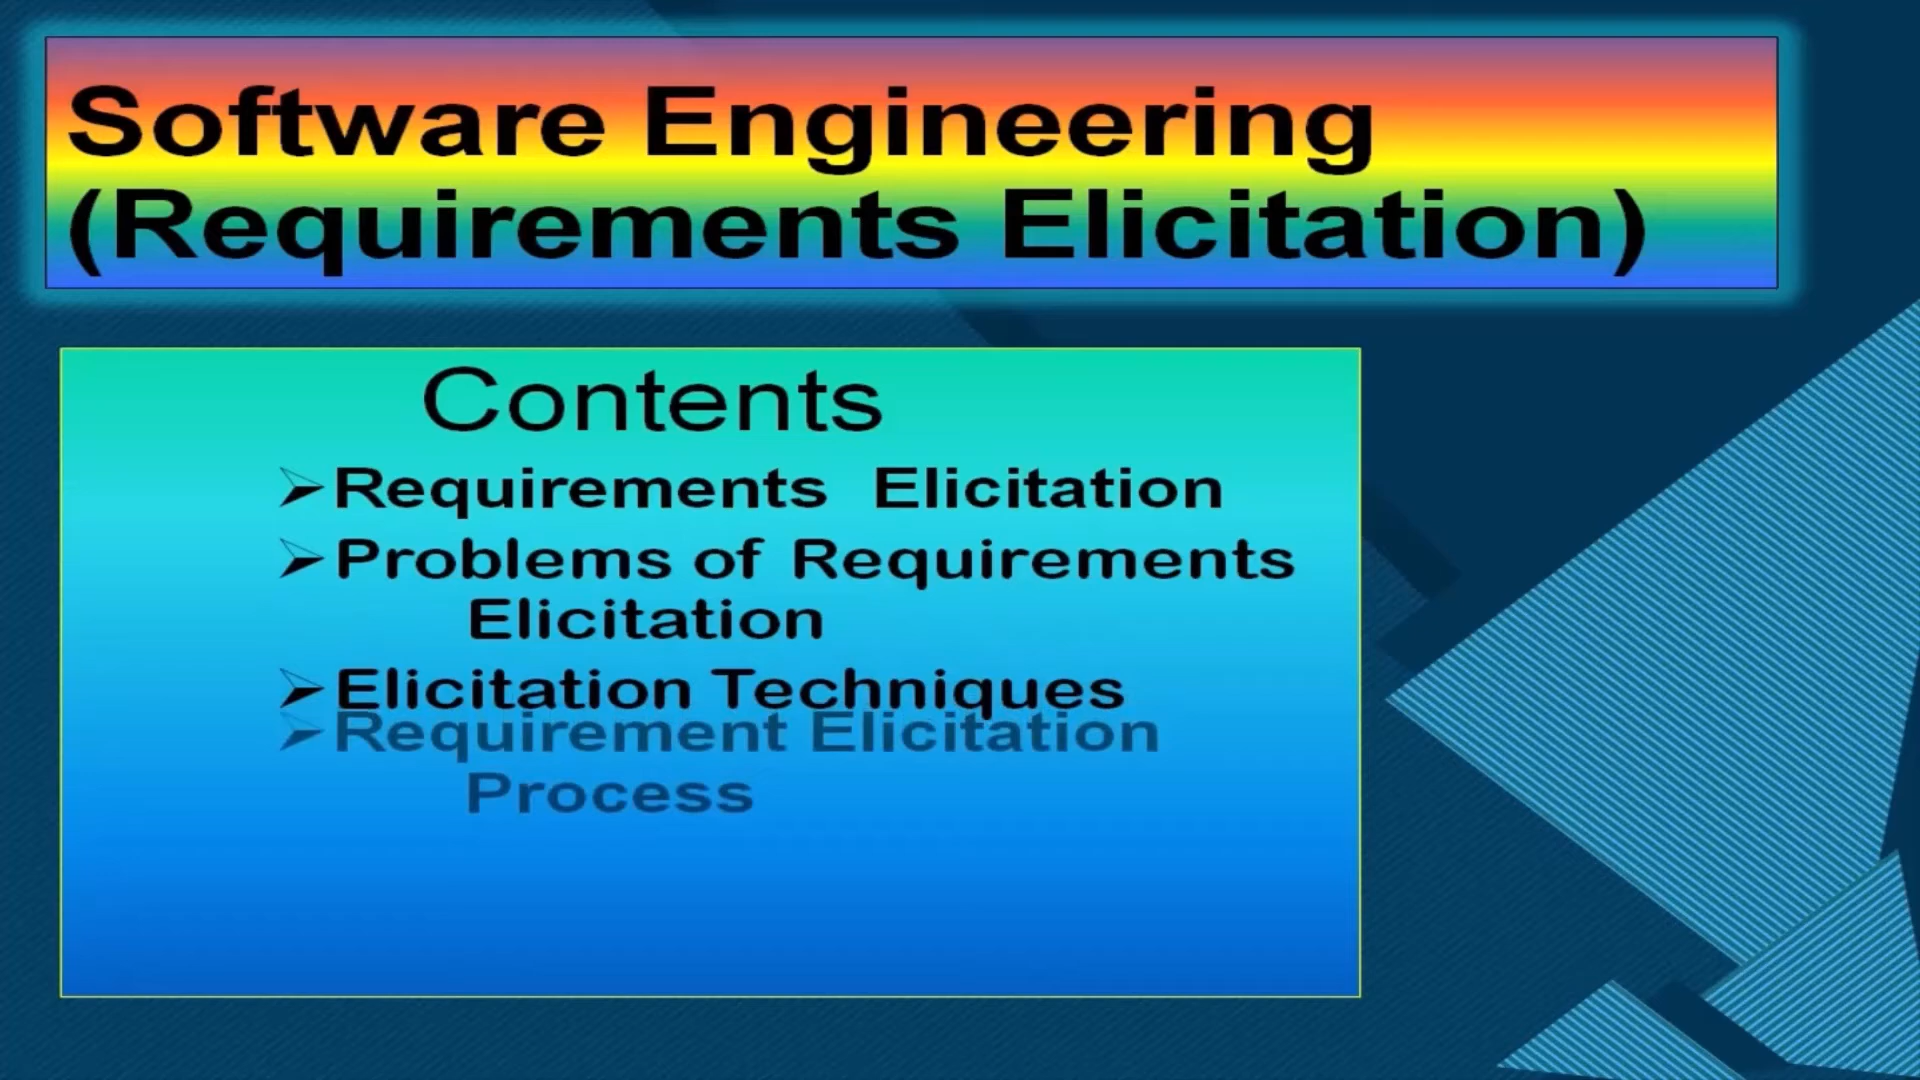 Software Engineering
(Requirements Elicitation)
Contents
➢Requirements Elicitation
➢Problems of Requirements
Elicitation
➢Elicitation Techniques
➢Requirement Elicitation
Process